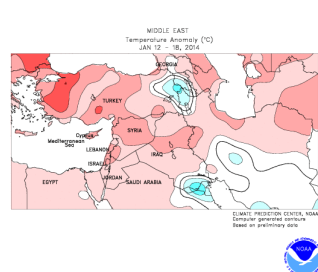 MIDDLE EAST
Temperature Anomaly (°C)
JAN 12 - 18, 2014
GEORGIA
TURKEY
Cyprus
Mediterranean
Sea
SYRIA
LEBANON
IRAQ
ISRAEL
JORDAN
EGYPT
SAUDI ARABIA
CLIMATE PREDICTION CENTER, NOAA
Computer generated contours
Based on preliminary data
NOAA